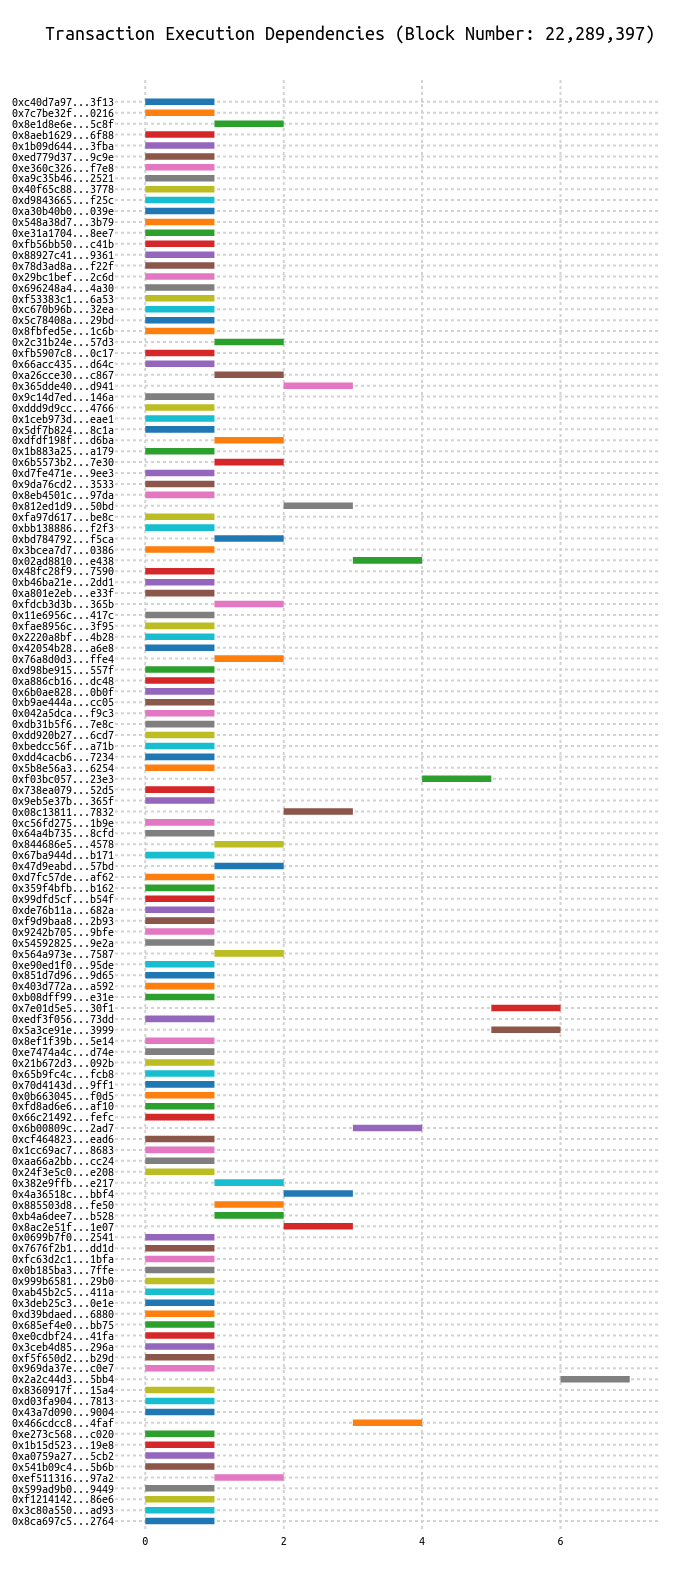 Transaction Execution Dependencies (Block Number: 22,289,397)
0xc40d7a97...3f13
0x7c7be32f...0216
0x8e1d8e6e...5c8f
0x8aeb1629...6f88
0x1b09d644...3fba
0xed779d37...9c9e
0xe360c326...f7e8
0xa9c35b46...2521
0x40f65c88...3778
0xd9843665...f25c
0xa30b40b0...039e
0x548a38d7...3b79
0xe31a1704...8ee7
0xfb56bb50...c41b
0x88927c41...9361
0x78d3ad8a...f22f
0x29bc1bef...2c6d
0x696248a4...4a30
0xf53383c1...6a53
0xc670b96b...32ea
0x5c78408a...29bd
0x8fbfed5e...1c6b
0x2c31b24e...57d3
0xfb5907c8...0c17
0x66acc435...d64c
0xa26cce30...c867
0x365dde40...d941
0x9c14d7ed...146a
0xddd9d9cc...4766
0x1ceb973d...eae1
0x5df7b824...8c1a
0xdfdf198f...d6ba
0x1b883a25...a179
0x6b5573b2...7e30
0xd7fe471e...9ee3
0x9da76cd2...3533
0x8eb4501c...97da
0x812ed1d9...50bd
0xfa97d617...be8c
0xbb138886...f2f3
0xbd784792...f5ca
0x3bcea7d7...0386
0x02ad8810...e438
0x48fc28f9...7590
0xb46ba21e...2dd1
0xa801e2eb...e33f
0xfdcb3d3b...365b
0x11e6956c...417c
0xfae8956c...3f95
0x2220a8bf...4b28
0x42054b28...a6e8
0x76a8d0d3...ffe4
0xd98be915...557f
0xa886cb16...dc48
0x6b0ae828...0b0f
0xb9ae444a...cc05
0x042a5dca...f9c3
0xdb31b5f6...7e8c
0xdd920b27...6cd7
0xbedcc56f...a71b
0xdd4cacb6...7234
0x5b8e56a3...6254
0xf03bc057...23e3
0x738ea079...52d5
0x9eb5e37b...365f
0x08c13811...7832
0xc56fd275...1b9e
0x64a4b735...8cfd
0x844686e5...4578
0x67ba944d...b171
0x47d9eabd...57bd
0xd7fc57de...af62
0x359f4bfb...b162
0x99dfd5cf...b54f
0xde76b11a...682a
0xf9d9baa8...2b93
0x9242b705...9bfe
0x54592825...9e2a
0x564a973e...7587
0xe90ed1f0...95de
0x851d7d96...9d65
0x403d772a...a592
0xb08dff99...e31e
0x7e01d5e5...30f1
0xedf3f056...73dd
0x5a3ce91e...3999
0x8ef1f39b...5e14
0xe7474a4c...d74e
0x21b672d3...092b
0x65b9fc4c...fcb8
0x70d4143d...9ff1
0x0b663045...f0d5
0xfd8ad6e6...af10
0x66c21492...fefc
0x6b00809c...2ad7
0xcf464823...ead6
0x1cc69ac7...8683
0xaa66a2bb...cc24
0x24f3e5c0...e208
0x382e9ffb...e217
0x4a36518c...bbf4
0x885503d8...fe50
0xb4a6dee7...b528
0x8ac2e51f...1e07
0x0699b7f0...2541
0x7676f2b1...dd1d
0xfc63d2c1...1bfa
0x0b185ba3...7ffe
0x999b6581...29b0
0xab45b2c5...411a
0x3deb25c3...0e1e
0xd39bdaed...6880
0x685ef4e0...bb75
0xe0cdbf24...41fa
0x3ceb4d85...296a
0xf5f650d2...b29d
0x969da37e...c0e7
0x2a2c44d3...5bb4
0x8360917f...15a4
0xd03fa904...7813
0x43a7d090...9004
0x466cdcc8...4faf
0xe273c568...c020
0x1b15d523...19e8
0xa0759a27...5cb2
0x541b09c4...5b6b
0xef511316...97a2
0x599ad9b0...9449
0xf1214142...86e6
0x3c80a550...ad93
0x8ca697c5...2764
0 2 4 6